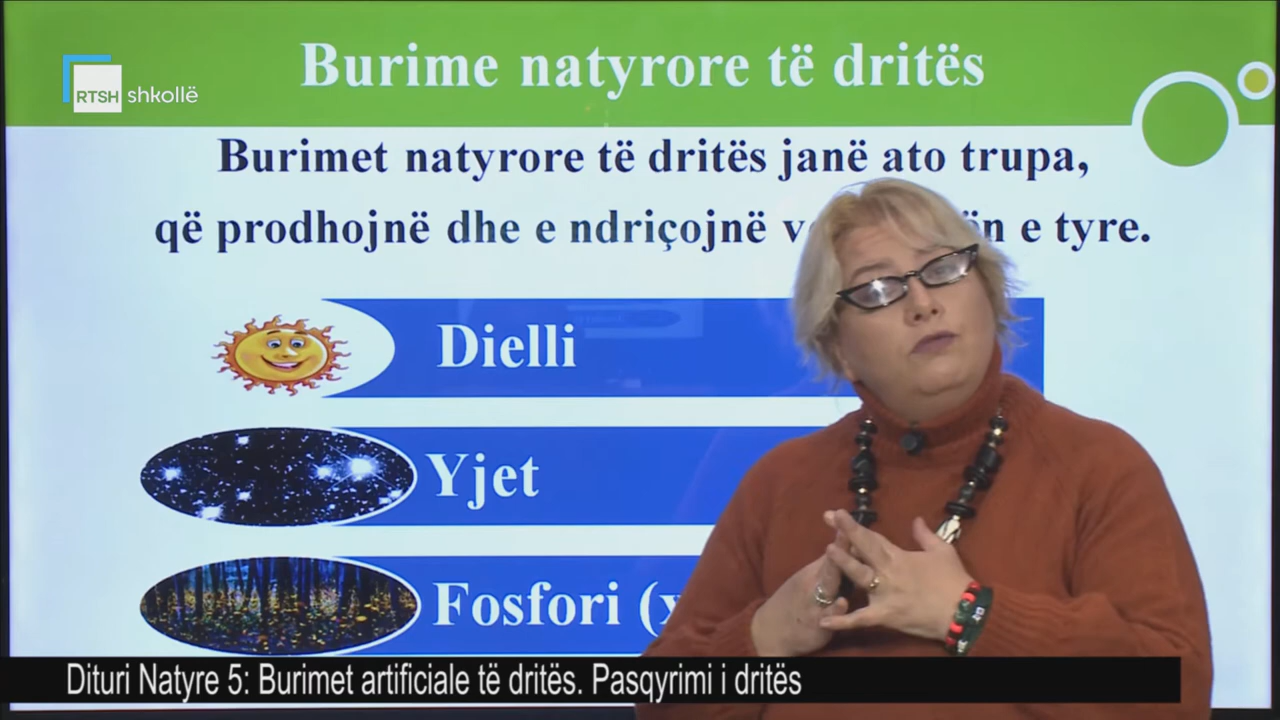 Burime natyrore të dritës
RTSH shkollë
Burimet natyrore të dritës janë ato trupa,
që prodhojnë dhe e ndriçojnë e tyre.
Dielli
Yjet
Fosfori
Dituri Natyre 5: Burimet artificiale të dritës. Pasqyrimi i dritës